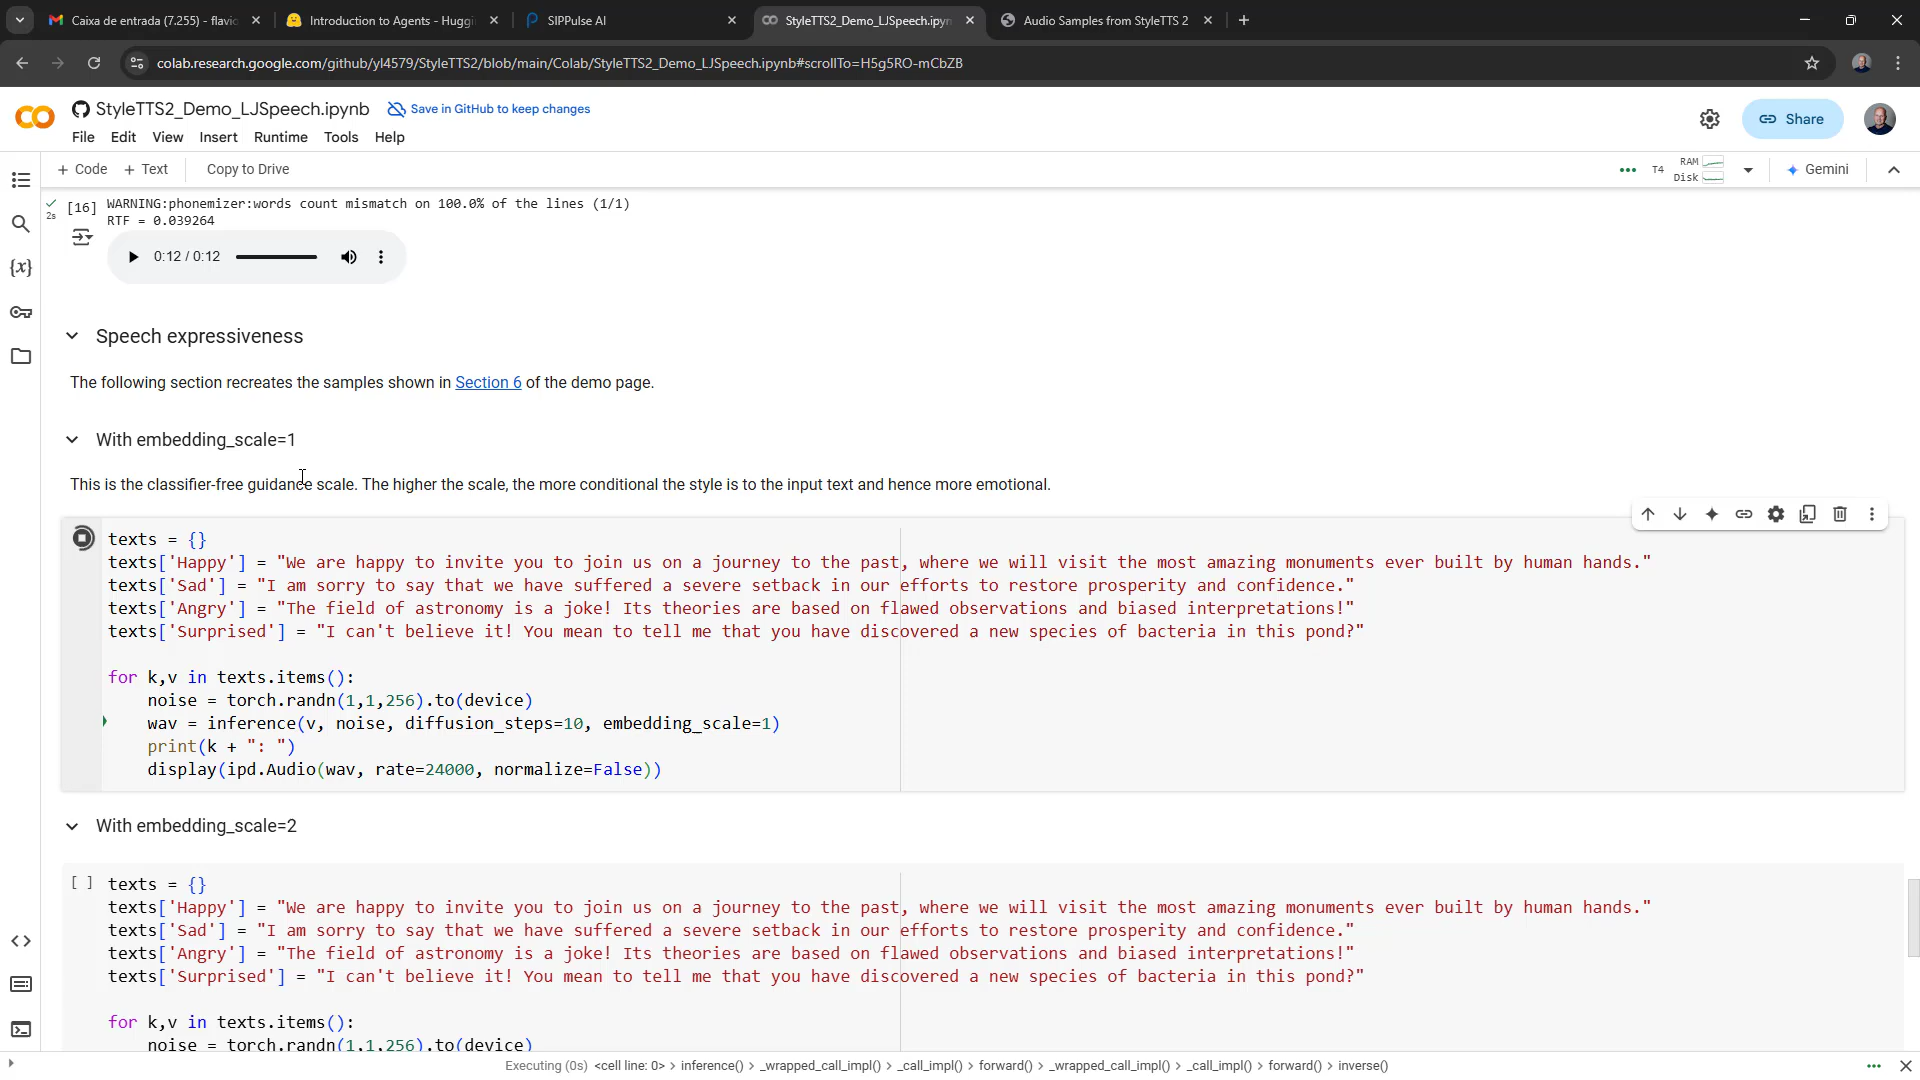 Caixa de entrada (7.255) - flavio
Introduction to Agents - Huggin
SIPPulse AI
StyleTTS2_Demo_LJSpeech.ipyn
Audio Samples from StyleTTS 2
colab.research.google.com/github/yl4579/StyleTTS2/blob/main/Colab/StyleTTS2_Demo_LJSpeech.ipynb#scrollTo=H5g5RO-mCbZB
StyleTTS2_Demo_LJSpeech.ipynb
Save in GitHub to keep changes
File Edit View Insert Runtime Tools Help
Share
+ Code + Text Copy to Drive
T4 RAM Disk Gemini
2s
[16] WARNING:phonemizer:words count mismatch on 100.0% of the lines (1/1)
RTF = 0.039264
0:12 / 0:12
Speech expressiveness
The following section recreates the samples shown in Section 6 of the demo page.
With embedding_scale=1
This is the classifier-free guidance scale. The higher the scale, the more conditional the style is to the input text and hence more emotional.
texts = {}
texts['Happy'] = "We are happy to invite you to join us on a journey to the past, where we will visit the most amazing monuments ever built by human hands."
texts['Sad'] = "I am sorry to say that we have suffered a severe setback in our efforts to restore prosperity and confidence."
texts['Angry'] = "The field of astronomy is a joke! Its theories are based on flawed observations and biased interpretations!"
texts['Surprised'] = "I can't believe it! You mean to tell me that you have discovered a new species of bacteria in this pond?"
for k,v in texts.items():
noise = torch.randn(1,1,256).to(device)
wav = inference(v, noise, diffusion_steps=10, embedding_scale=1)
print(k + ": ")
display(ipd.Audio(wav, rate=24000, normalize=False))
With embedding_scale=2
[ ] texts = {}
texts['Happy'] = "We are happy to invite you to join us on a journey to the past, where we will visit the most amazing monuments ever built by human hands."
texts['Sad'] = "I am sorry to say that we have suffered a severe setback in our efforts to restore prosperity and confidence."
texts['Angry'] = "The field of astronomy is a joke! Its theories are based on flawed observations and biased interpretations!"
texts['Surprised'] = "I can't believe it! You mean to tell me that you have discovered a new species of bacteria in this pond?"
for k,v in texts.items():
noise = torch.randn(1,1,256).to(device)
Executing (0s) <cell line: 0> > inference() > _wrapped_call_impl() > _call_impl() > forward() > _wrapped_call_impl() > _call_impl() > forward() > inverse()